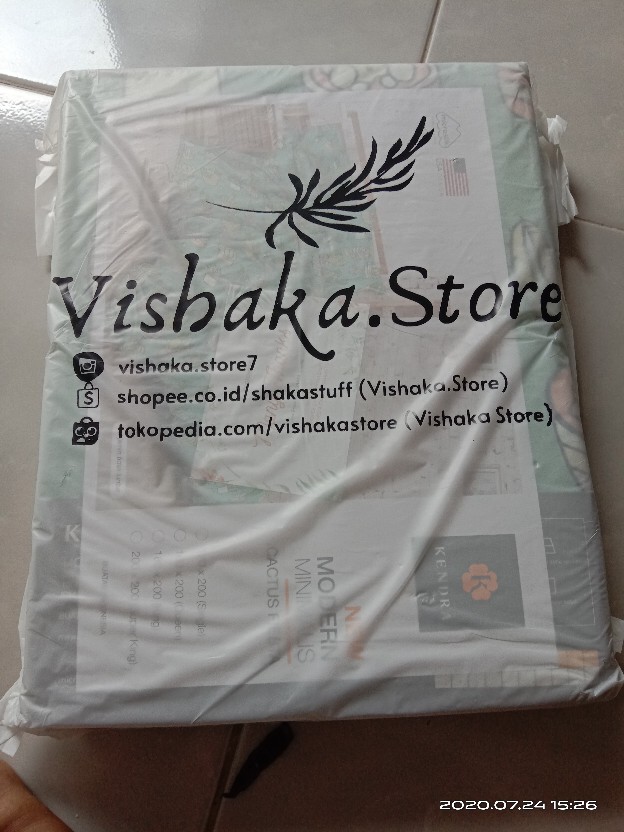 Vishaka.Store
vishaka.store7
shopee.co.id/shakastuff (Vishaka.Store)
tokopedia.com/vishakastore (Vishaka Store)
KENDRA
NEW
MODERN
2020.07.24 15:26